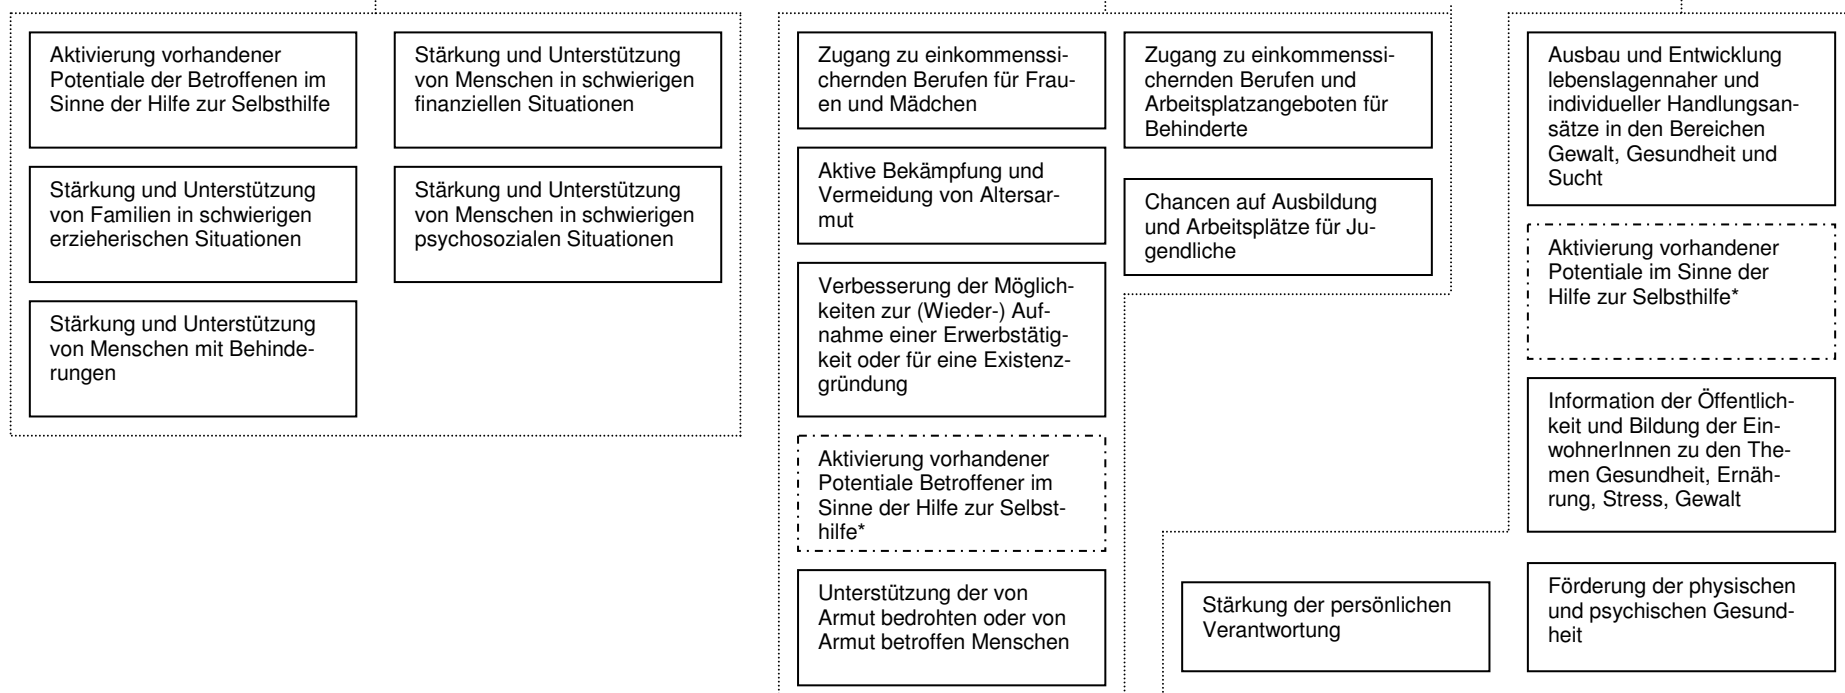 Aktivierung vorhandener
Potentiale der Betroffenen im
Sinne der Hilfe zur Selbsthilfe
Stärkung und Unterstützung
von Menschen in schwierigen
finanziellen Situationen
Stärkung und Unterstützung
von Familien in schwierigen
erzieherischen Situationen
Stärkung und Unterstützung
von Menschen in schwierigen
psychosozialen Situationen
Stärkung und Unterstützung
von Menschen mit Behinde-
rungen
Zugang zu einkommenssi-
chernden Berufen für Frau-
en und Mädchen
Zugang zu einkommenssi-
chernden Berufen und
Arbeitsplatzangeboten für
Behinderte
Aktive Bekämpfung und
Vermeidung von Altersar-
mut
Chancen auf Ausbildung
und Arbeitsplätze für Ju-
gendliche
Verbesserung der Möglich-
keiten zur (Wieder-) Auf-
nahme einer Erwerbstätig-
keit oder für eine Existenz-
gründung
Aktivierung vorhandener
Potentiale Betroffener im
Sinne der Hilfe zur Selbst-
hilfe*
Unterstützung der von
Armut bedrohten oder von
Armut betroffen Menschen
Ausbau und Entwicklung
lebenslagennaher und
individueller Handlungsan-
sätze in den Bereichen
Gewalt, Gesundheit und
Sucht
Aktivierung vorhandener
Potentiale im Sinne der
Hilfe zur Selbsthilfe*
Information der Öffentlich-
keit und Bildung der Ein-
wohnerInnen zu den The-
men Gesundheit, Ernäh-
rung, Stress, Gewalt
Stärkung der persönlichen
Verantwortung
Förderung der physischen
und psychischen Gesund-
heit